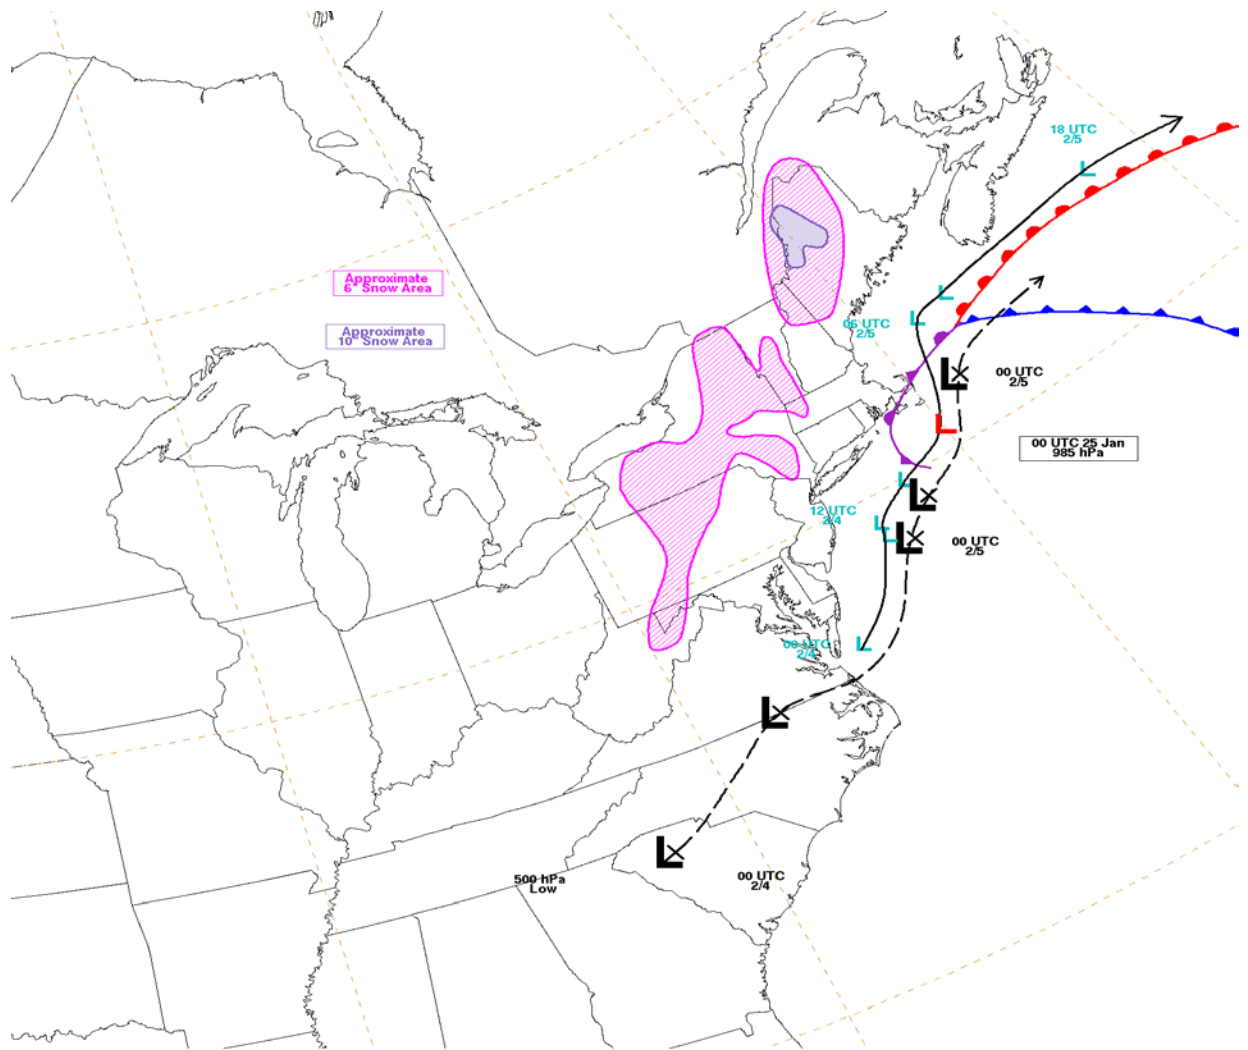 18 UTC
2/5
Approximate
6" Snow Area
Approximate
10" Snow Area
06 UTC
2/5
L
L
L
L
00 UTC
2/5
L
00 UTC 25 Jan
985 hPa
L
L
12 UTC
2/4
L
L
L
00 UTC
2/5
00 UTC
2/4
L
L
L
500 hPa
Low
00 UTC
2/4